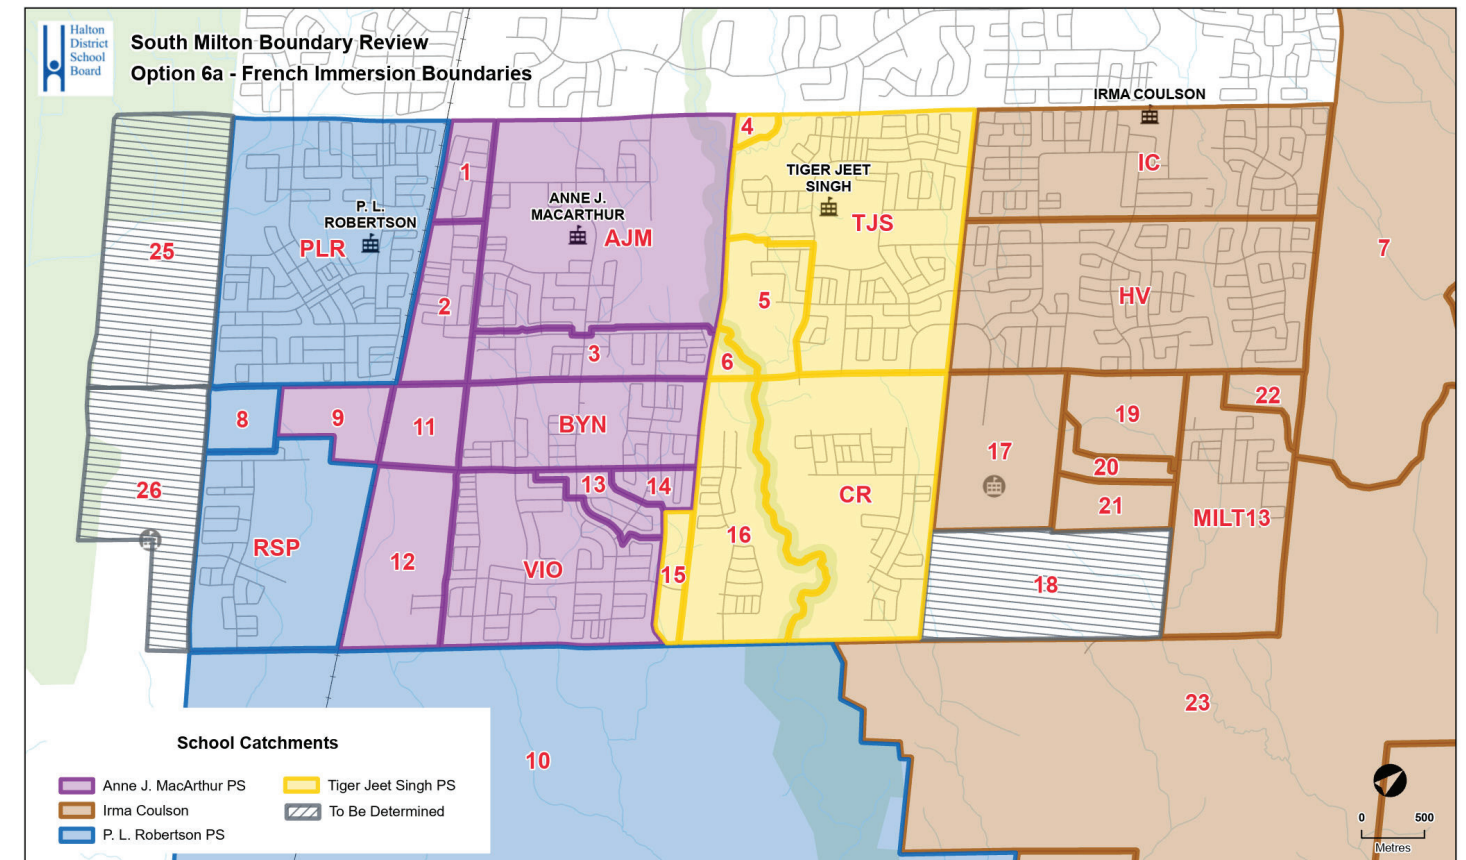 Halton
District
School
Board
South Milton Boundary Review
Option 6a - French Immersion Boundaries
IRMA COULSON
4
1
IC
TIGER JEET
SINGH
ANNE J.
MACARTHUR
P. L.
ROBERTSON
TJS
AJM
PLR
25
7
HV
5
2
3
6
22
8
9
11
BYN
19
17
20
26
13
14
CR
21
MILT13
16
RSP
12
VIO
15
18
23
10
School Catchments
Anne J. MacArthur PS
Tiger Jeet Singh PS
Irma Coulson
To Be Determined
P. L. Robertson PS
0 500
Metres